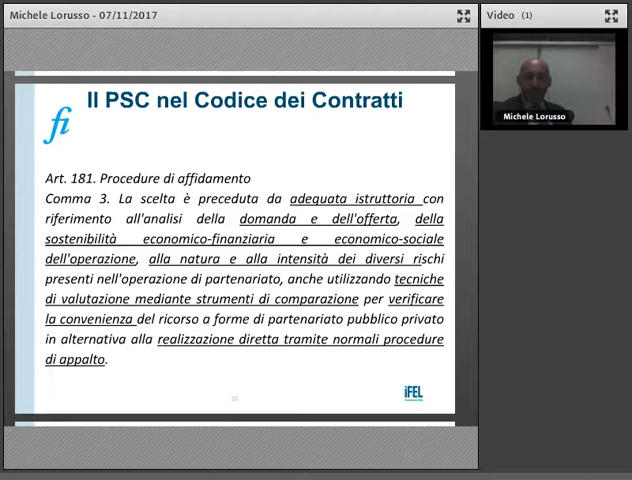 Michele Lorusso - 07/11/2017
Video (1)
Michele Lorusso
fi
Il PSC nel Codice dei Contratti
Art. 181. Procedure di affidamento
Comma 3. La scelta è preceduta da adeguata istruttoria con
riferimento all'analisi della domanda e dell'offerta, della
sostenibilità economico-finanziaria e economico-sociale
dell'operazione, alla natura e alla intensità dei diversi rischi
presenti nell'operazione di partenariato, anche utilizzando tecniche
di valutazione mediante strumenti di comparazione per verificare
la convenienza del ricorso a forme di partenariato pubblico privato
in alternativa alla realizzazione diretta tramite normali procedure
di appalto.
22
IFEL